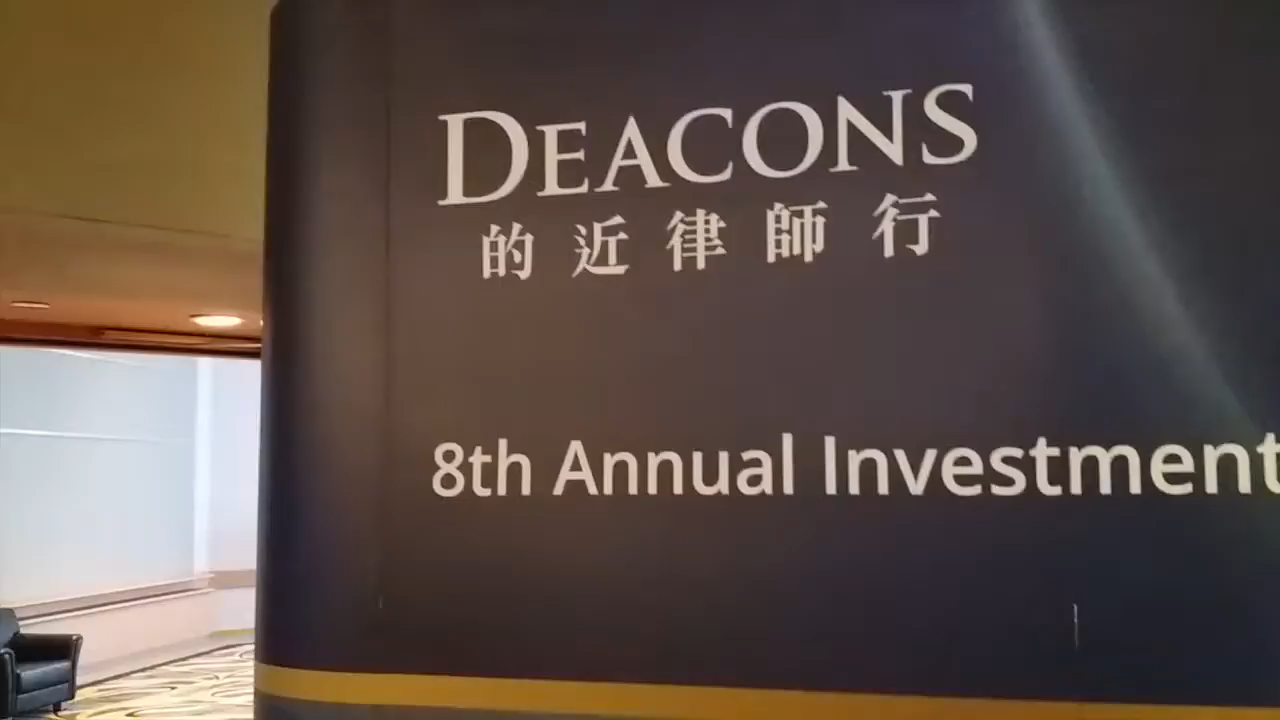 DEACONS
的近律師行
8th Annual Investment